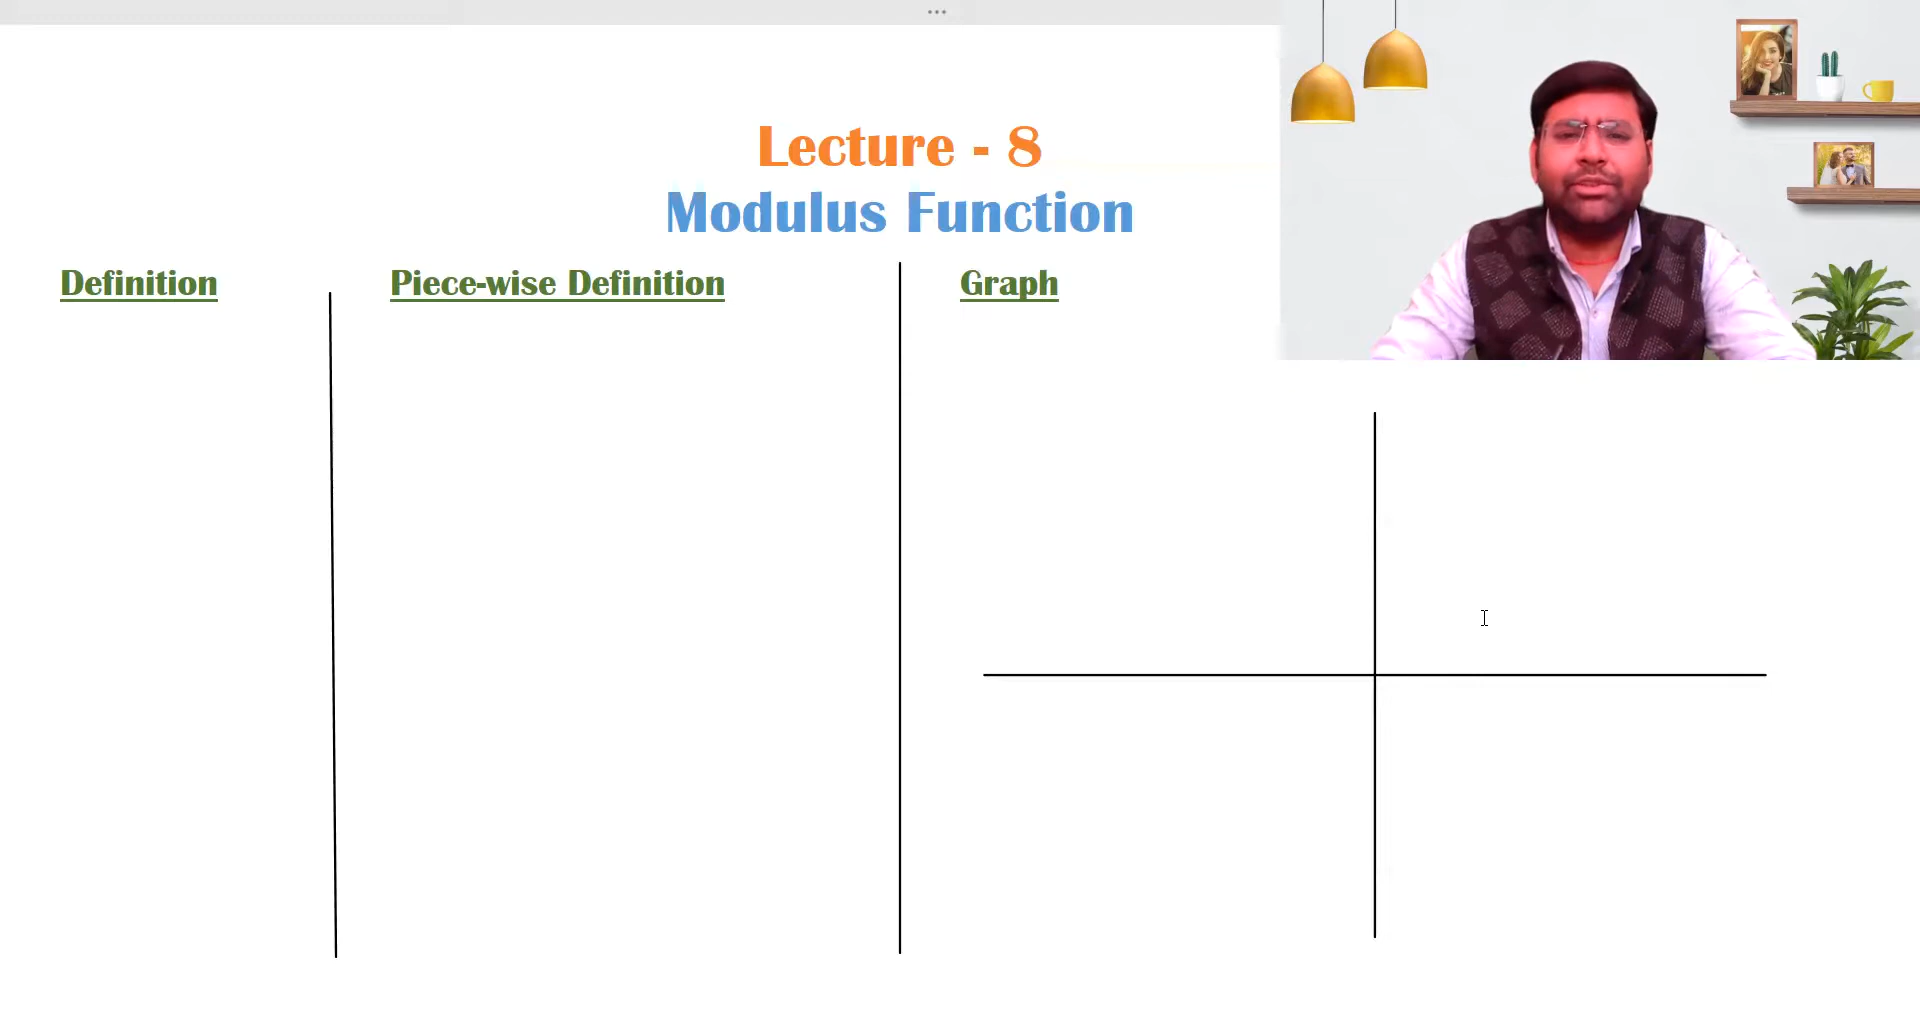 Lecture - 8
Modulus Function
Definition
Piece-wise Definition
Graph